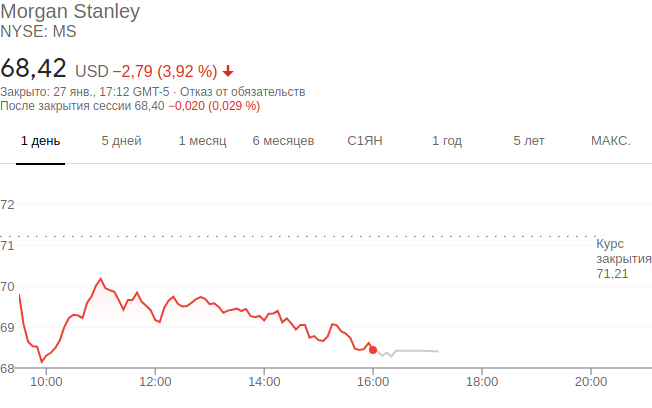 Morgan Stanley
NYSE: MS
68,42 USD −2,79 (3,92 %)
Закрыто: 27 янв., 17:12 GMT-5 · Отказ от обязательств
После закрытия сессии 68,40 −0,020 (0,029 %)
1 день 5 дней 1 месяц 6 месяцев С1ЯН 1 год 5 лет МАКС.
72
71
Курс
закрытия
71,21
70
69
68
10:00 12:00 14:00 16:00 18:00 20:00